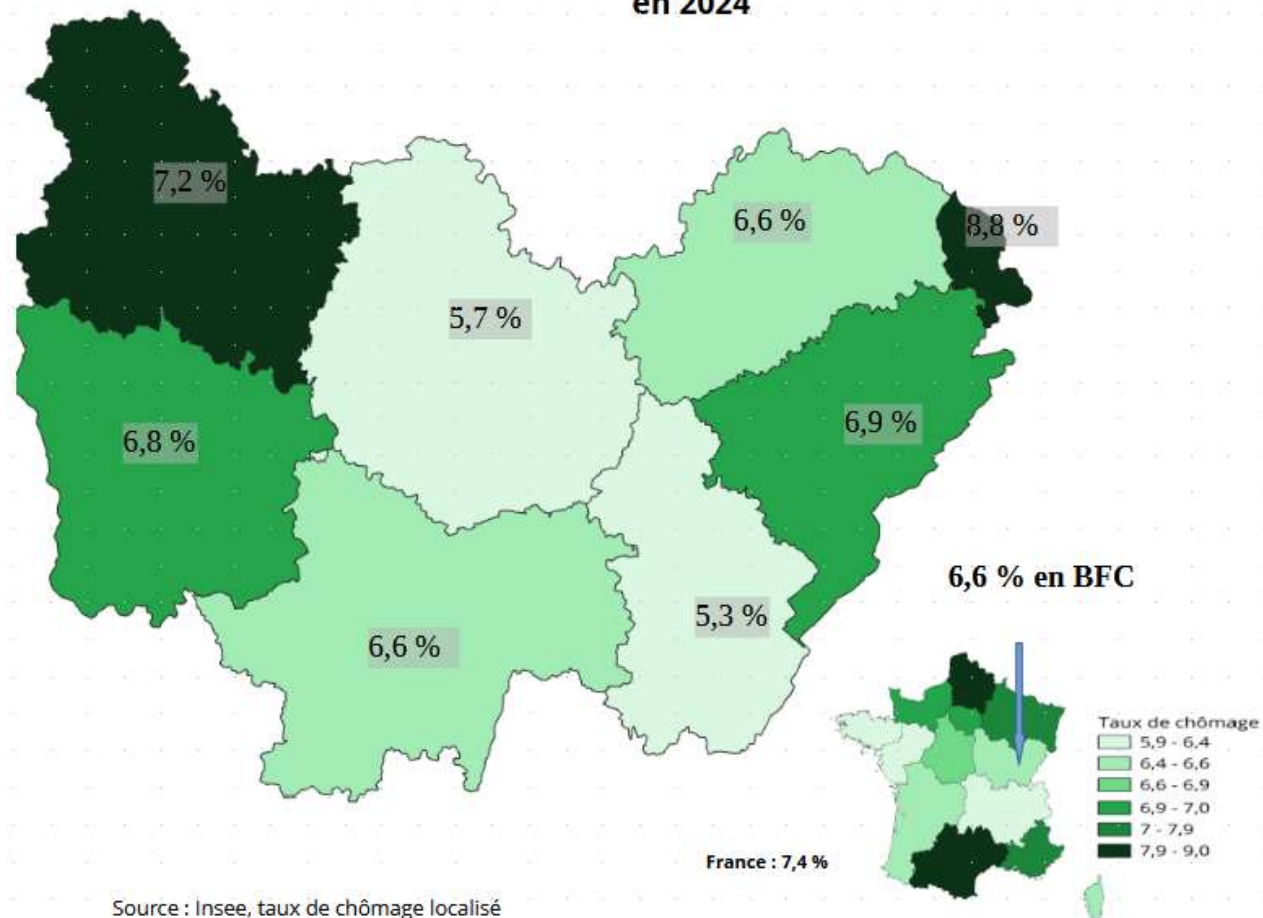 en 2024
7,2 %
6,6 %
8,8 %
5,7 %
6,8 %
6,9 %
5,3 %
6,6 %
6,6 % en BFC
Taux de chômage
5,9 - 6,4
6,4 - 6,6
6,6 - 6,9
6,9 - 7,0
7 - 7,9
7,9 - 9,0
France : 7,4 %
Source : Insee, taux de chômage localisé